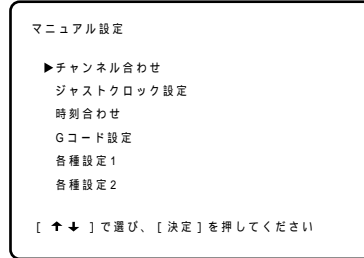 マニュアル設定
▶チャンネル合わせ
ジャストクロック設定
時刻合わせ
Gコード設定
各種設定1
各種設定2
[ ↑↓ ]で選び、[決定]を押してください